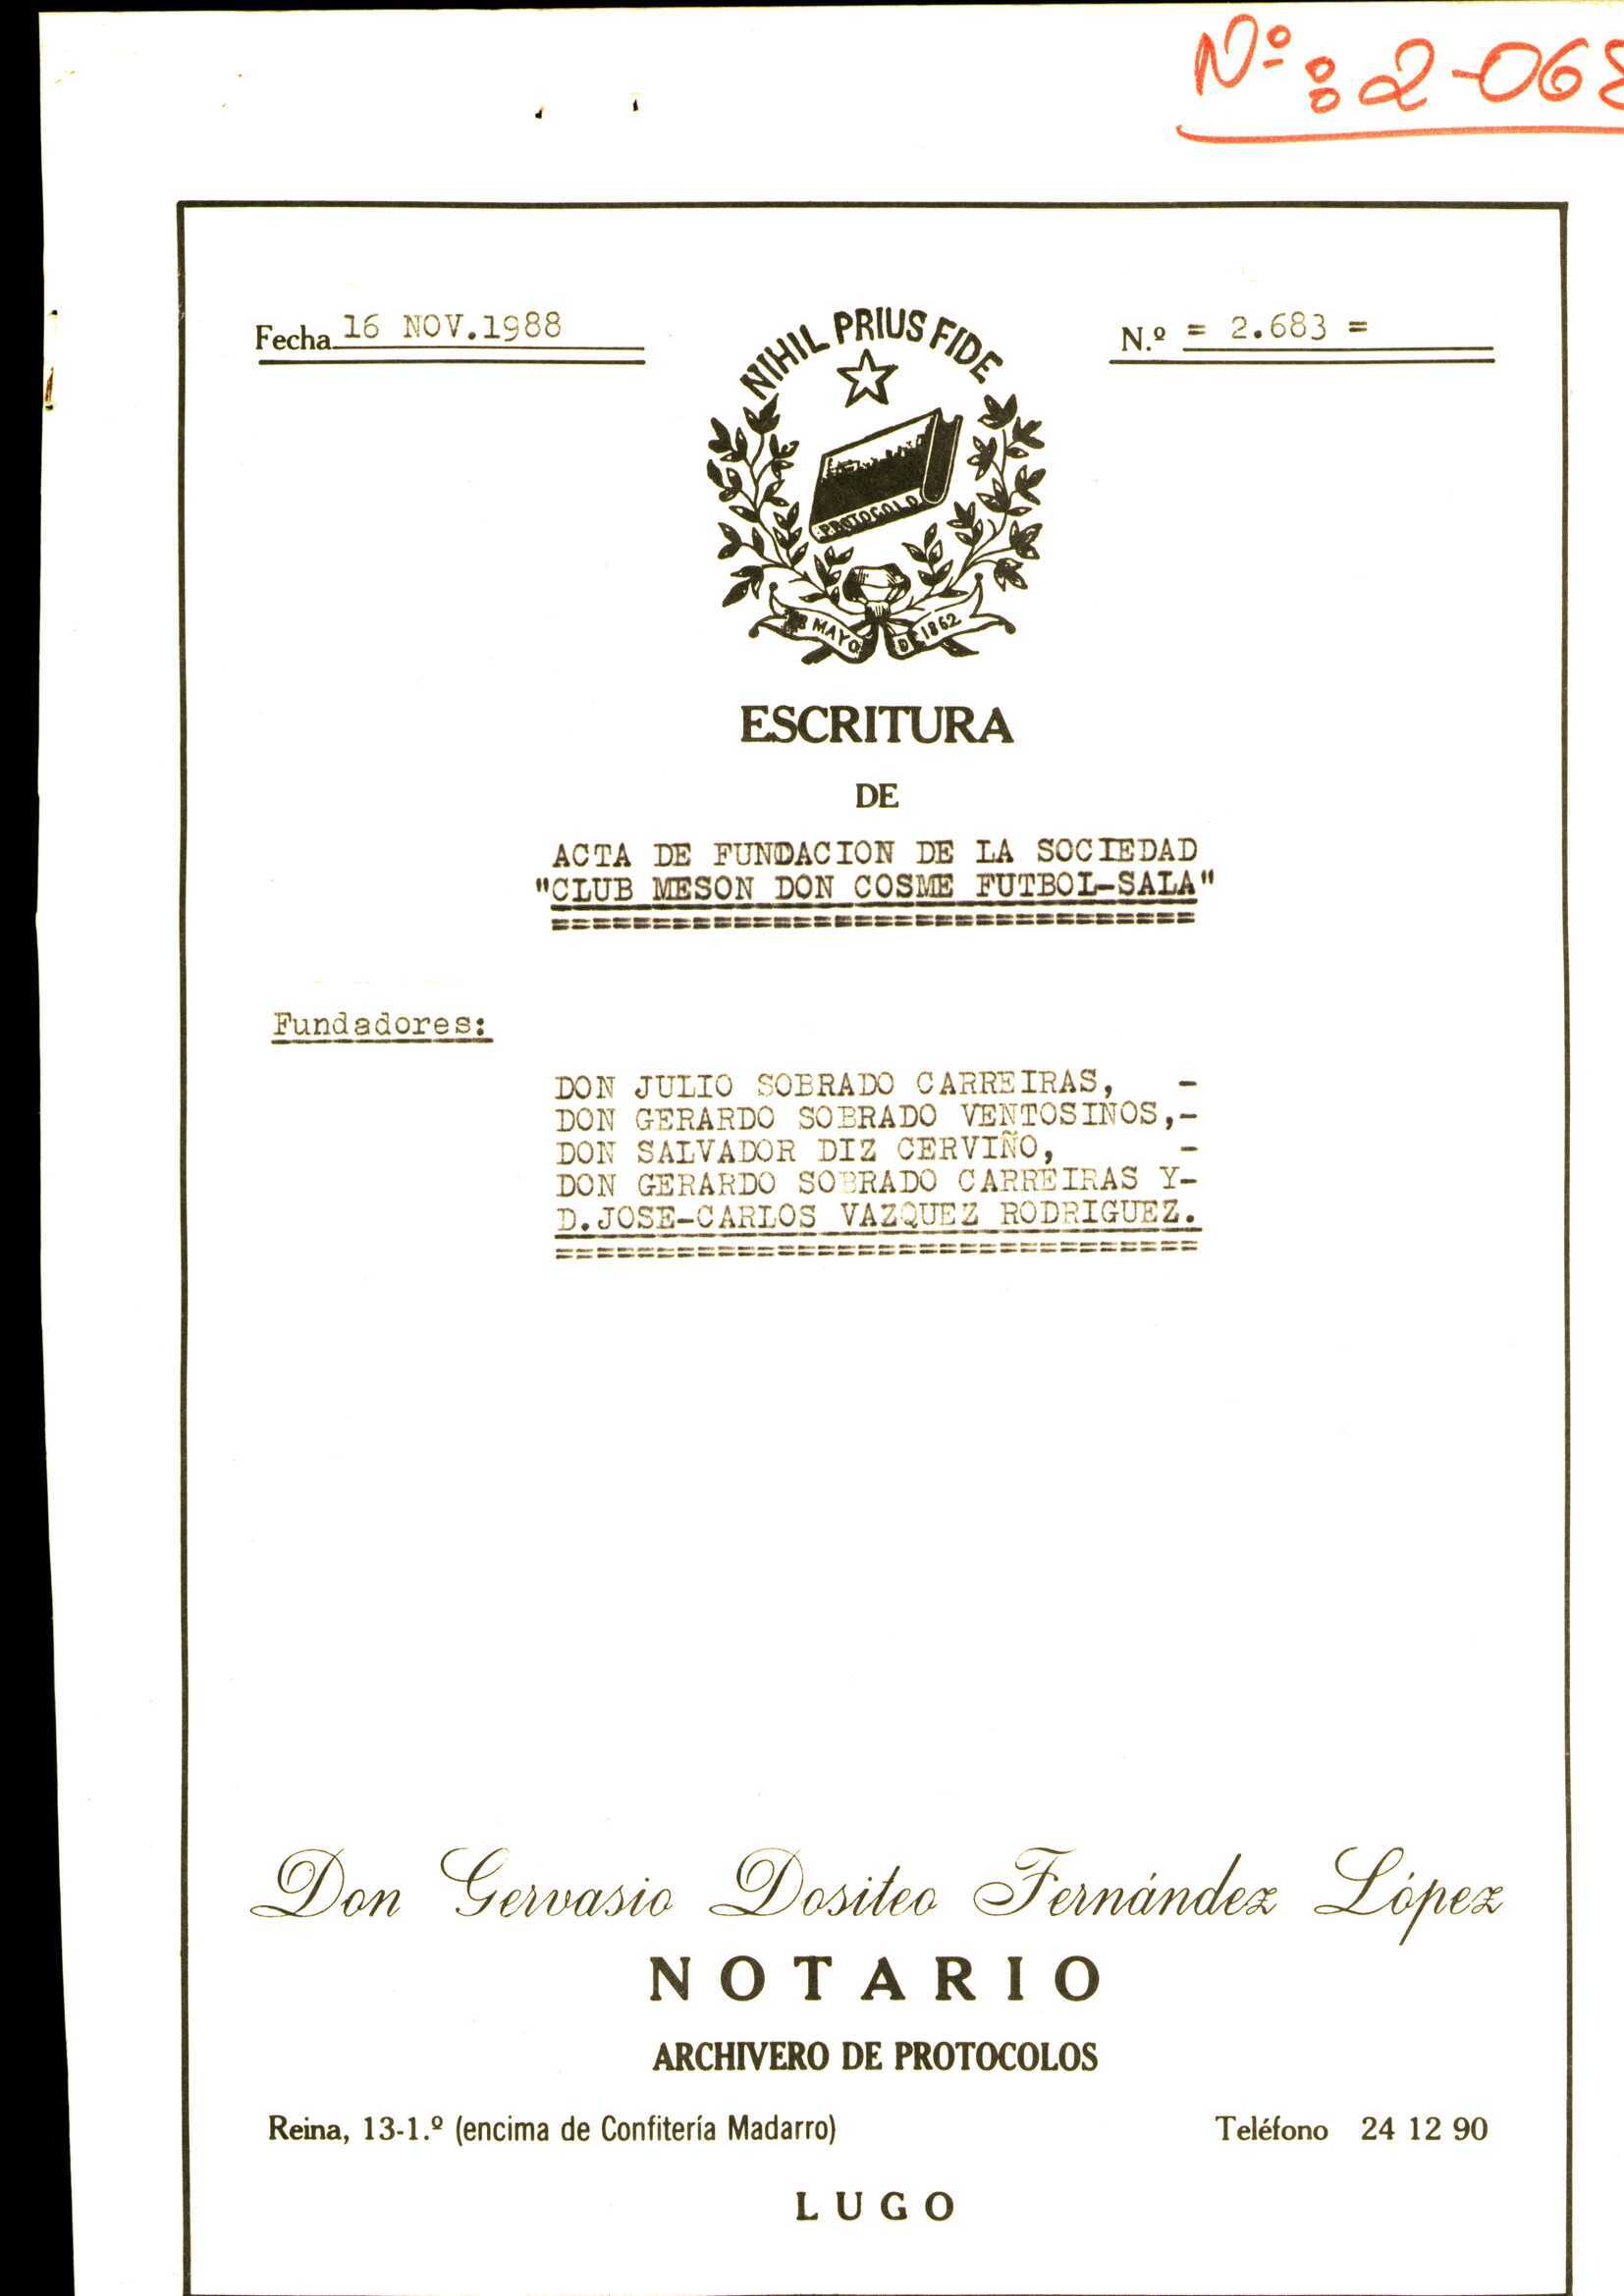 Nº: 2-068
Fecha 16 NOV.1988
N.º = 2.683 =
NIHIL PRIUS FIDE
PROTOCOLO
MAYO DE 1862
ESCRITURA
DE
ACTA DE FUNDACION DE LA SOCIEDAD
"CLUB MESON DON COSME FUTBOL-SALA"
================================
Fundadores:
DON JULIO SOBRADO CARREIRAS, -
DON GERARDO SOBRADO VENTOSINOS,-
DON SALVADOR DIZ CERVIÑO, -
DON GERARDO SOBRADO CARREIRAS Y-
D.JOSE-CARLOS VAZQUEZ RODRIGUEZ.
================================
Don Gervasio Dositeo Fernández López
NOTARIO
ARCHIVERO DE PROTOCOLOS
Reina, 13-1.º (encima de Confitería Madarro)
Teléfono 24 12 90
LUGO